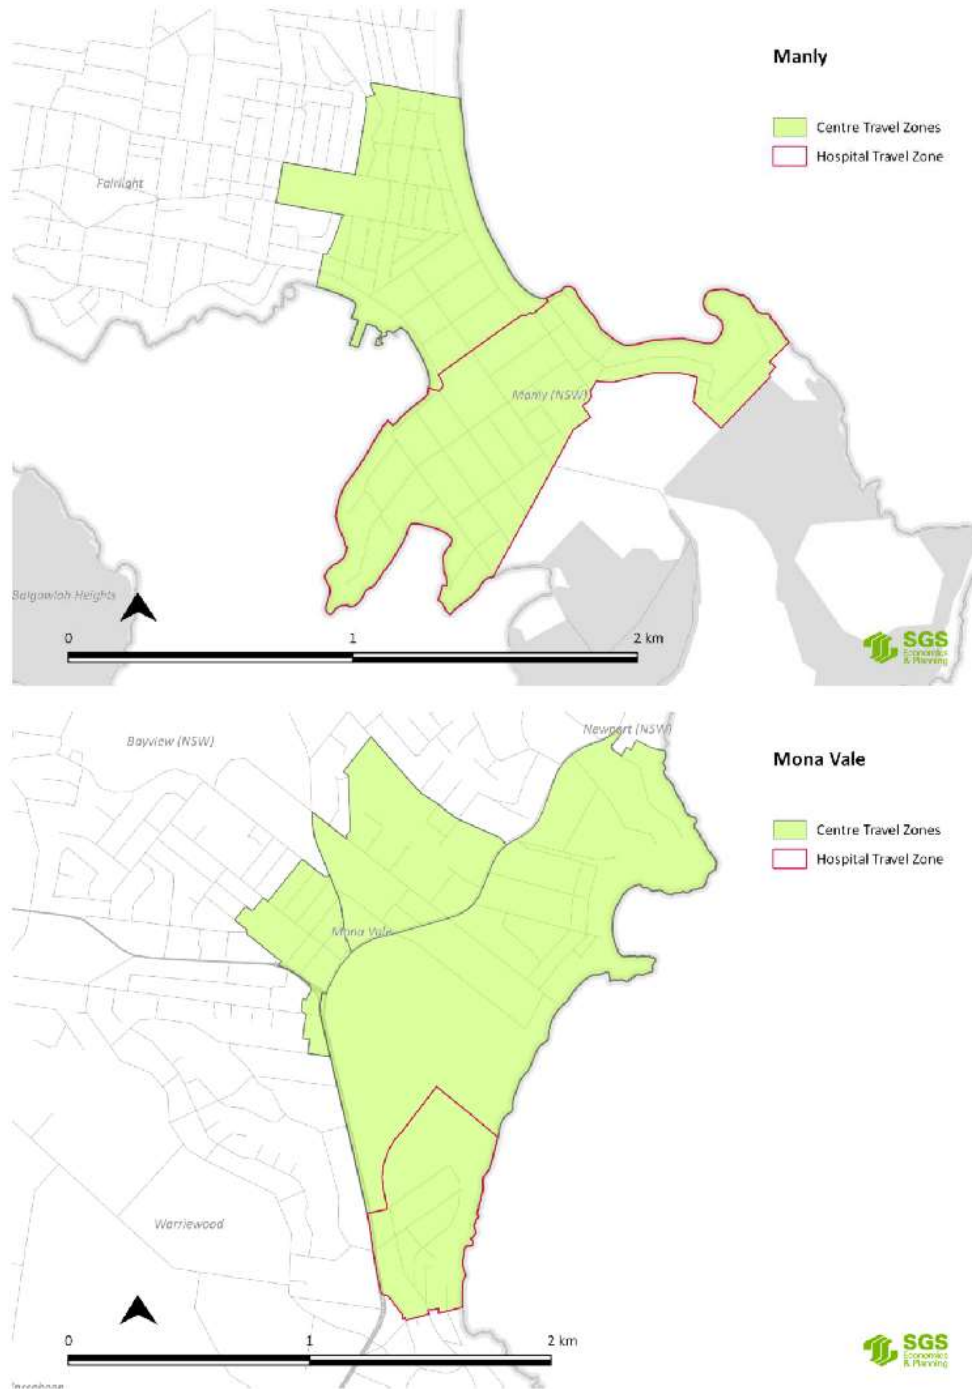 Manly
Centre Travel Zones
Hospital Travel Zone
Fairlight
Manly (NSW)
Balgowlah Heights
0 1 2 km
SGS
Economics
& Planning
Newport (NSW)
Bayview (NSW)
Mona Vale
Centre Travel Zones
Hospital Travel Zone
Mona Vale
Warriewood
0 1 2 km
SGS
Economics
& Planning